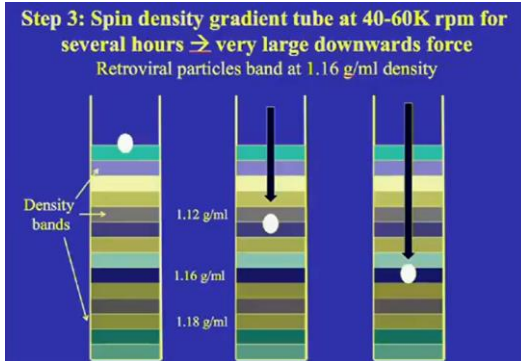 Step 3: Spin density gradient tube at 40-60K rpm for
several hours → very large downwards force
Retroviral particles band at 1.16 g/ml density
Density
bands
1.12 g/ml
1.16 g/ml
1.18 g/ml